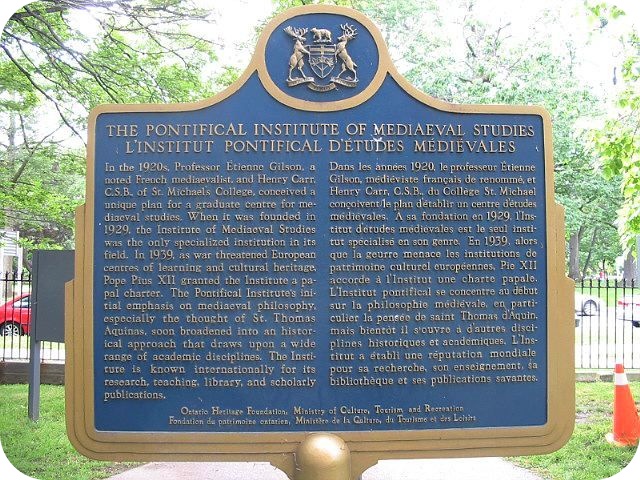 THE PONTIFICAL INSTITUTE OF MEDIAEVAL STUDIES
L'INSTITUT PONTIFICAL D'ÉTUDES MÉDIÉVALES
In the 1920s, Professor Étienne Gilson, a
noted French mediaevalist, and Henry Carr,
C.S.B., of St. Michaels College, conceived a
unique plan for a graduate centre for me-
diaeval studies. When it was founded in
1929, the Institute of Mediaeval Studies
was the only specialized institution in its
field. In 1939, as war threatened European
centres of learning and cultural heritage,
Pope Pius XII granted the Institute a pa-
pal charter. The Pontifical Institute's ini-
tial emphasis on mediaeval philosophy,
especially the thought of St. Thomas
Aquinas, soon broadened into an histor-
ical approach that draws upon a wide
range of academic disciplines. The Insti-
tute is known internationally for its
research, teaching, library, and scholarly
publications.
Dans les années 1920, le professeur Étienne
Gilson, médiéviste français de renommé, et
Henry Carr, C.S.B., du Collège St. Michael
conçoivent le plan d'établir un centre d'études
médiévales. A sa fondation en 1929, l'Ins-
titut d'études médiévales est le seul insti-
tut spécialisé en son genre. En 1939, alors
que la geurre menace les institutions de
patrimoine culturel européennes, Pie XII
accorde à l'Institut une charte papale.
L'Institut pontifical se concentre au début
sur la philosophie médiévale, en parti-
culier la pensée de saint Thomas d'Aquin,
mais bientôt il s'ouvre à d'autres disci-
plines historiques et académiques. L'Ins-
titut a établi une réputation mondiale
pour sa recherche, son enseignement, sa
bibliothèque et ses publications savantes.
Ontario Heritage Foundation, Ministry of Culture, Tourism and Recreation
Fondation du patrimoine ontarien, Ministère de la Culture, du Tourisme et des Loisirs